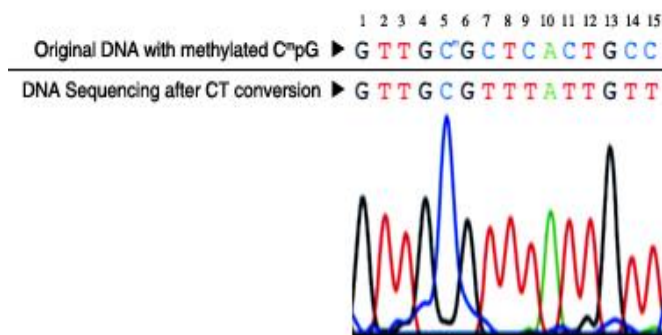 1 2 3 4 5 6 7 8 9 10 11 12 13 14 15
Original DNA with methylated CᵐpG ▶ G T T G Cᵐ G C T C A C T G C C
DNA Sequencing after CT conversion ▶ G T T G C G T T T A T T G T T